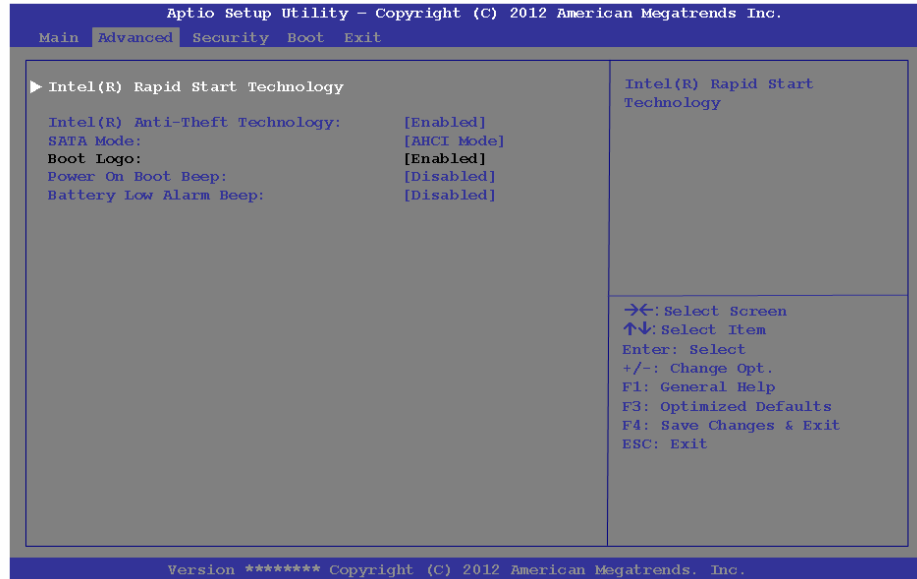 Aptio Setup Utility – Copyright (C) 2012 American Megatrends Inc.
Main Advanced Security Boot Exit
▶ Intel(R) Rapid Start Technology
Intel(R) Anti-Theft Technology: [Enabled]
SATA Mode: [AHCI Mode]
Boot Logo: [Enabled]
Power On Boot Beep: [Disabled]
Battery Low Alarm Beep: [Disabled]
Intel(R) Rapid Start
Technology
→←: Select Screen
↑↓: Select Item
Enter: Select
+/-: Change Opt.
F1: General Help
F3: Optimized Defaults
F4: Save Changes & Exit
ESC: Exit
Version ******** Copyright (C) 2012 American Megatrends. Inc.